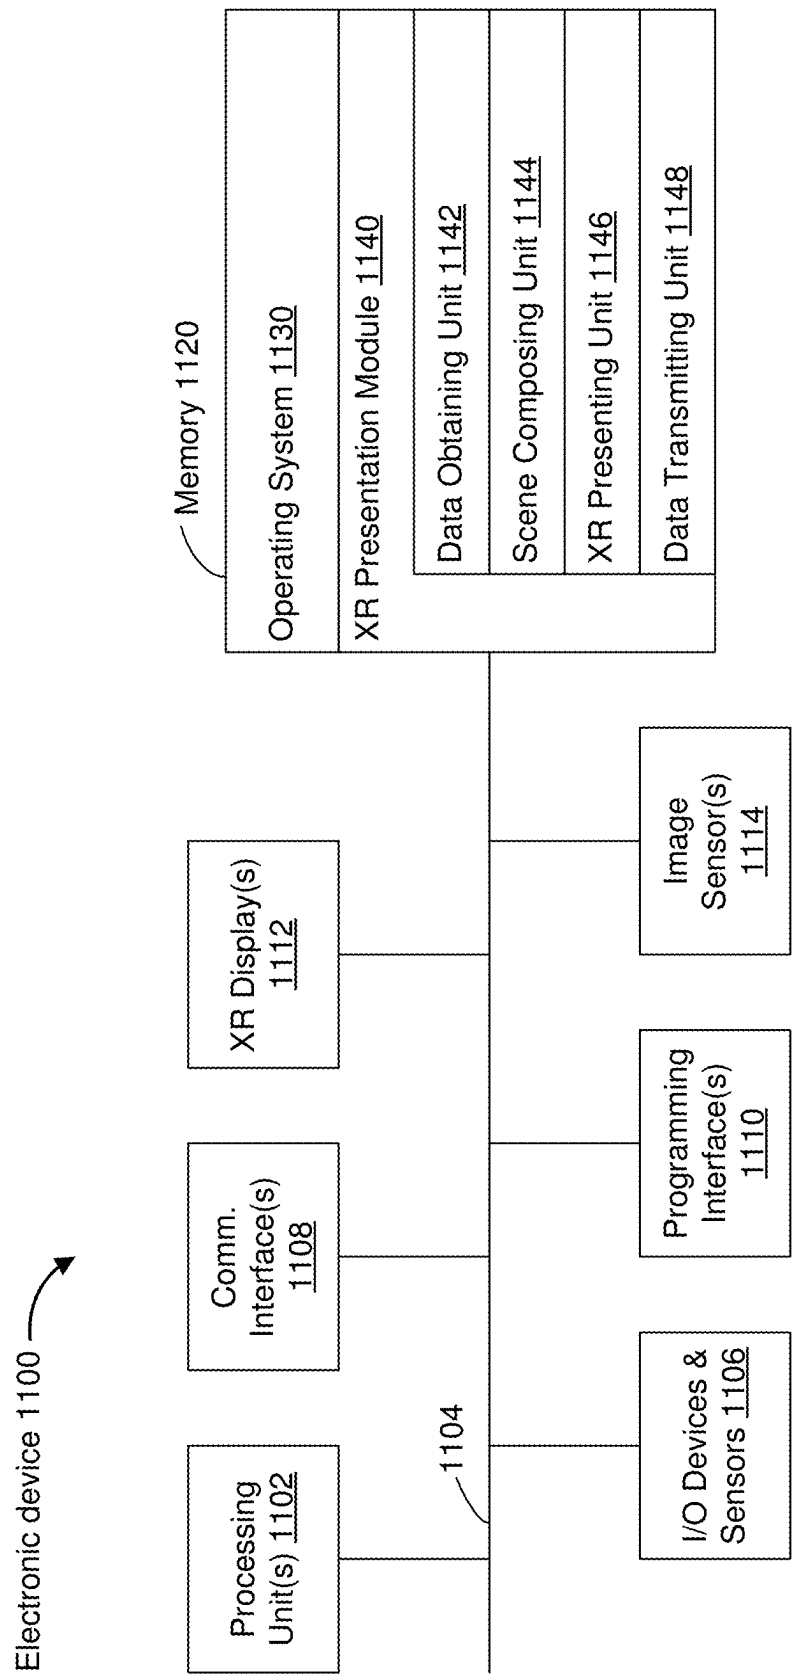 Electronic device 1100
Processing
Unit(s) 1102
Comm.
Interface(s)
1108
XR Display(s)
1112
1104
I/O Devices &
Sensors 1106
Programming
Interface(s)
1110
Image
Sensor(s)
1114
Memory 1120
Operating System 1130
XR Presentation Module 1140
Data Obtaining Unit 1142
Scene Composing Unit 1144
XR Presenting Unit 1146
Data Transmitting Unit 1148